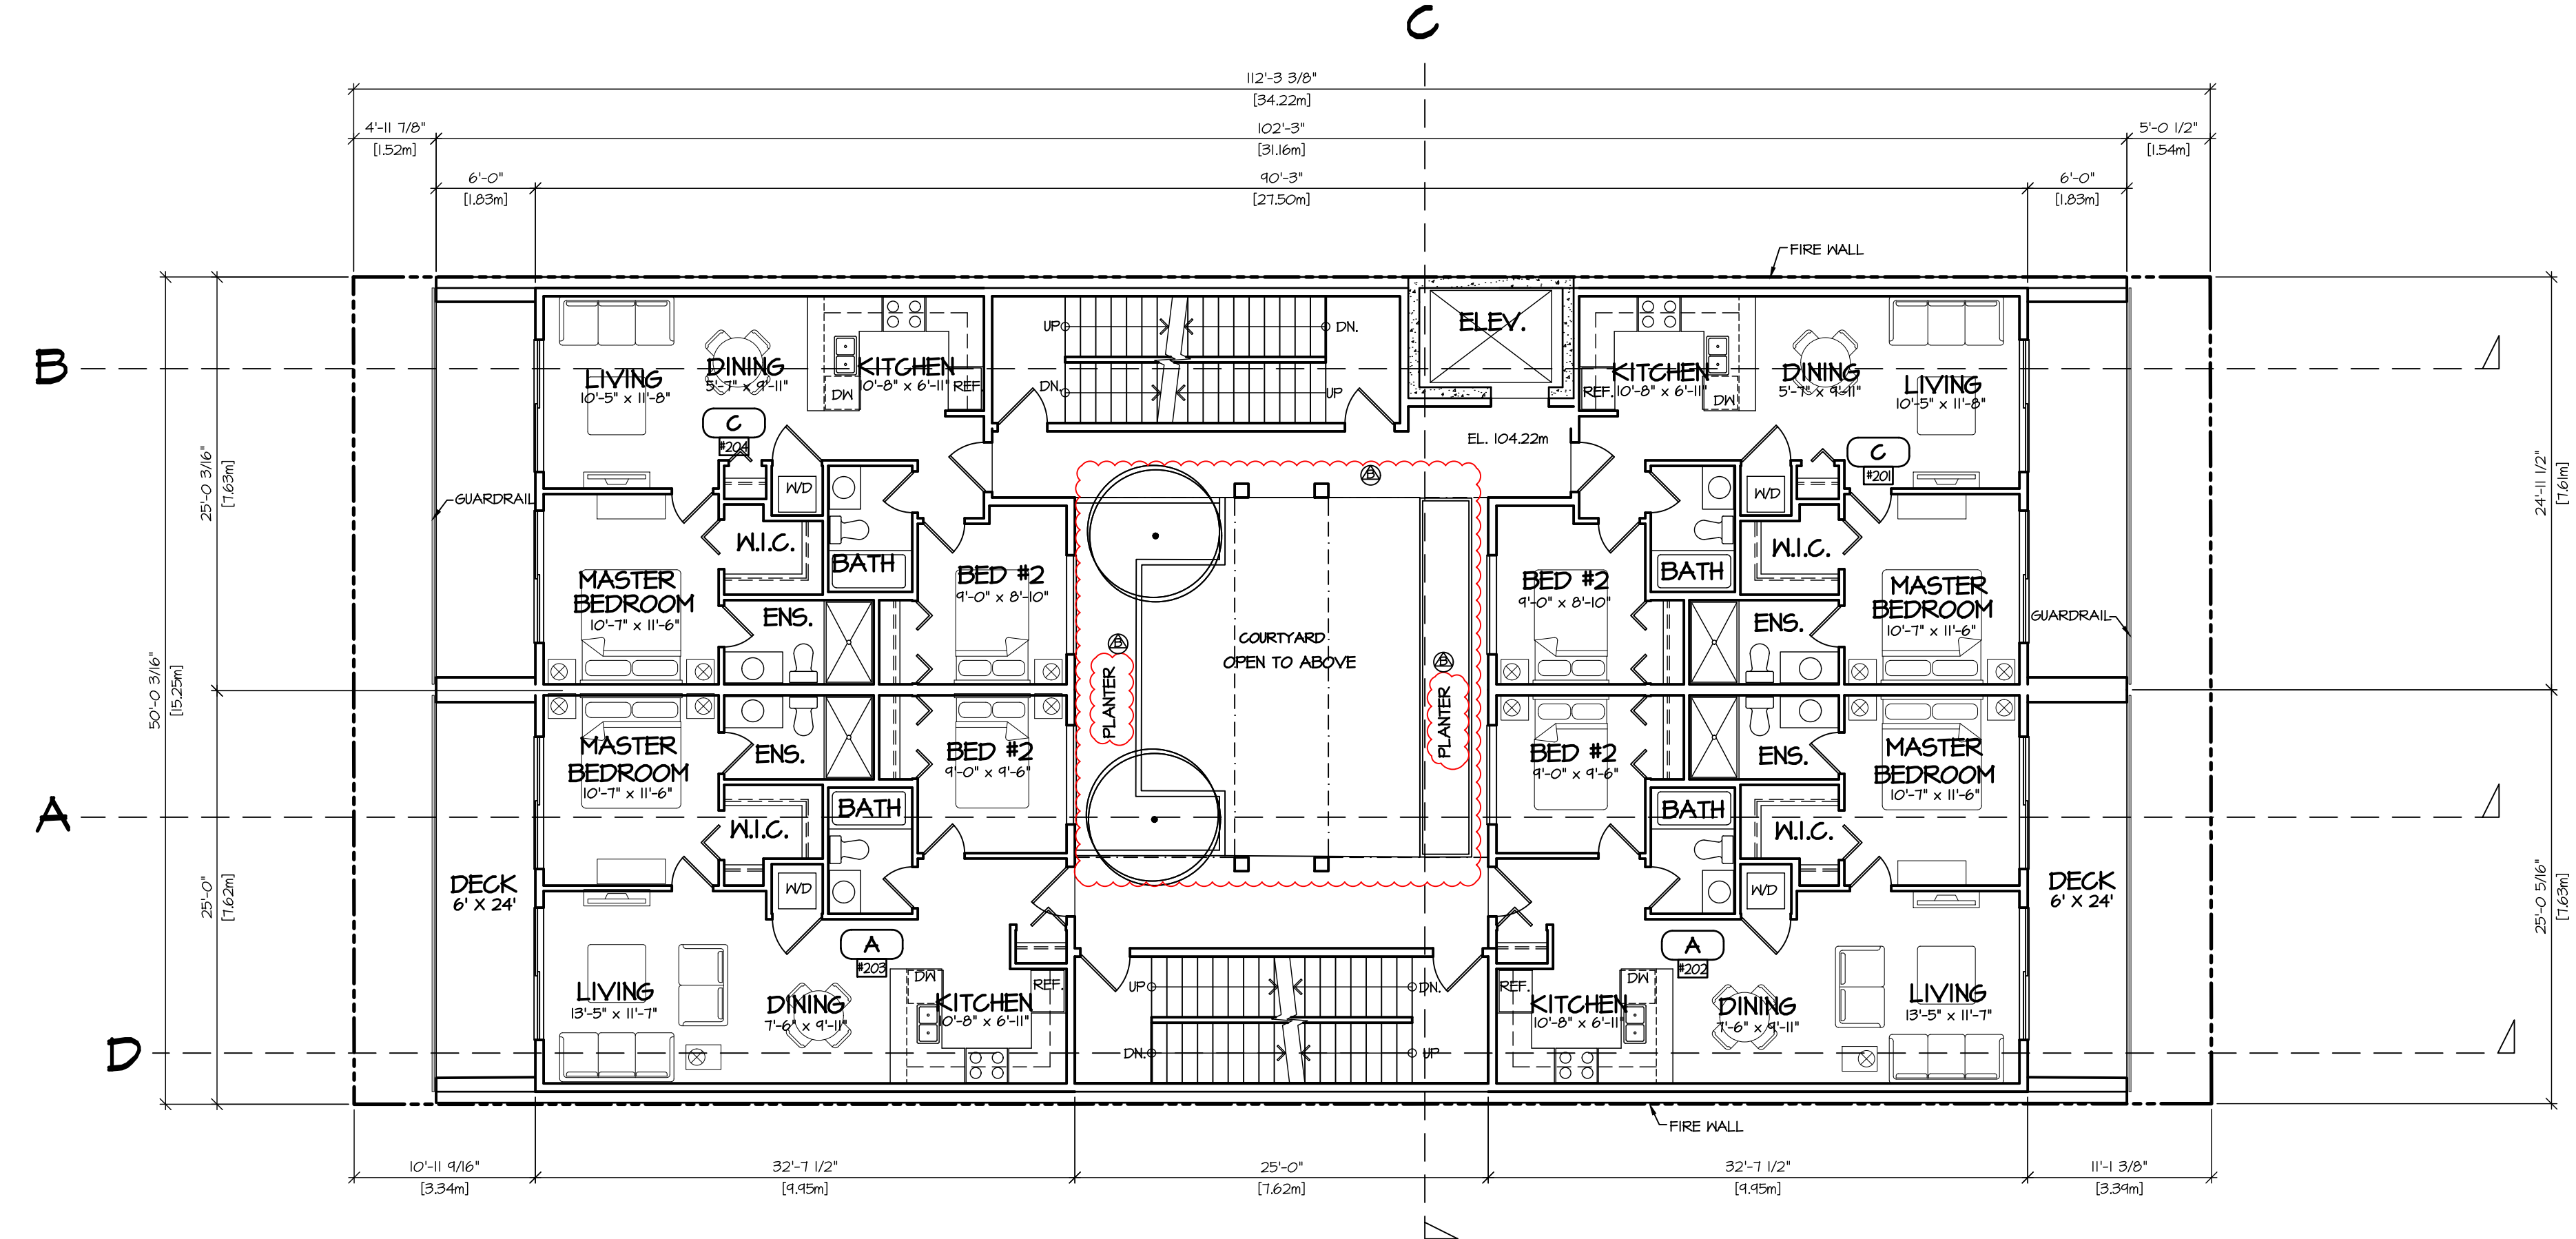 C
112'-3 3/8"
[34.22m]
4'-11 7/8"
[1.52m]
102'-3"
[31.16m]
5'-0 1/2"
[1.54m]
6'-0"
[1.83m]
90'-3"
[27.50m]
6'-0"
[1.83m]
FIRE WALL
B
A
D
50'-0 3/16"
[15.25m]
25'-0 3/16"
[7.63m]
25'-0"
[7.62m]
24'-11 1/2"
[7.61m]
25'-0 5/16"
[7.63m]
GUARDRAIL
LIVING
10'-5" x 11'-8"
DINING
5'-7" x 9'-11"
KITCHEN
10'-8" x 6'-11"
REF.
DW
C
#204
W/D
W.I.C.
BATH
MASTER
BEDROOM
10'-7" x 11'-6"
ENS.
BED #2
9'-0" x 8'-10"
UP
DN.
DN.
UP
ELEV.
EL. 104.22m
KITCHEN
10'-8" x 6'-11"
REF.
DW
DINING
5'-7" x 9'-11"
LIVING
10'-5" x 11'-8"
C
#201
W/D
W.I.C.
BATH
BED #2
9'-0" x 8'-10"
ENS.
MASTER
BEDROOM
10'-7" x 11'-6"
GUARDRAIL
B
B
B
COURTYARD
OPEN TO ABOVE
PLANTER
PLANTER
MASTER
BEDROOM
10'-7" x 11'-6"
ENS.
BED #2
9'-0" x 9'-6"
W.I.C.
BATH
W/D
DECK
6' X 24'
A
#203
LIVING
13'-5" x 11'-7"
DINING
7'-6" x 9'-11"
DW
KITCHEN
10'-8" x 6'-11"
REF.
UP
DN.
DN.
UP
BED #2
9'-0" x 9'-6"
ENS.
MASTER
BEDROOM
10'-7" x 11'-6"
BATH
W.I.C.
W/D
DECK
6' X 24'
A
#202
REF.
DW
KITCHEN
10'-8" x 6'-11"
DINING
7'-6" x 9'-11"
LIVING
13'-5" x 11'-7"
FIRE WALL
10'-11 9/16"
[3.34m]
32'-7 1/2"
[9.95m]
25'-0"
[7.62m]
32'-7 1/2"
[9.95m]
11'-1 3/8"
[3.39m]